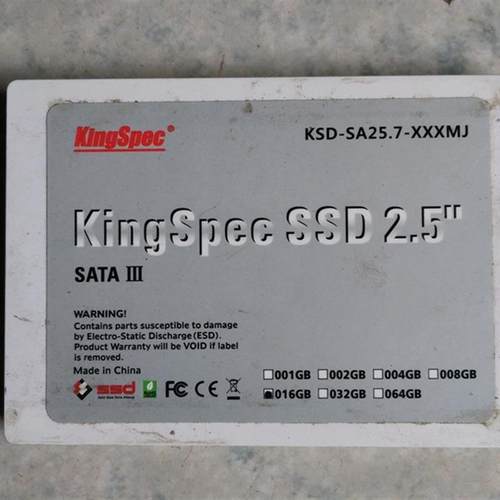 KingSpec®
KSD-SA25.7-XXXMJ
KingSpec SSD 2.5"
SATA III
WARNING!
Contains parts susceptible to damage
by Electro-Static Discharge(ESD).
Product Warranty will be VOID if label
is removed.
Made in China
ssd
FC CE
001GB 002GB 004GB 008GB
016GB 032GB 064GB